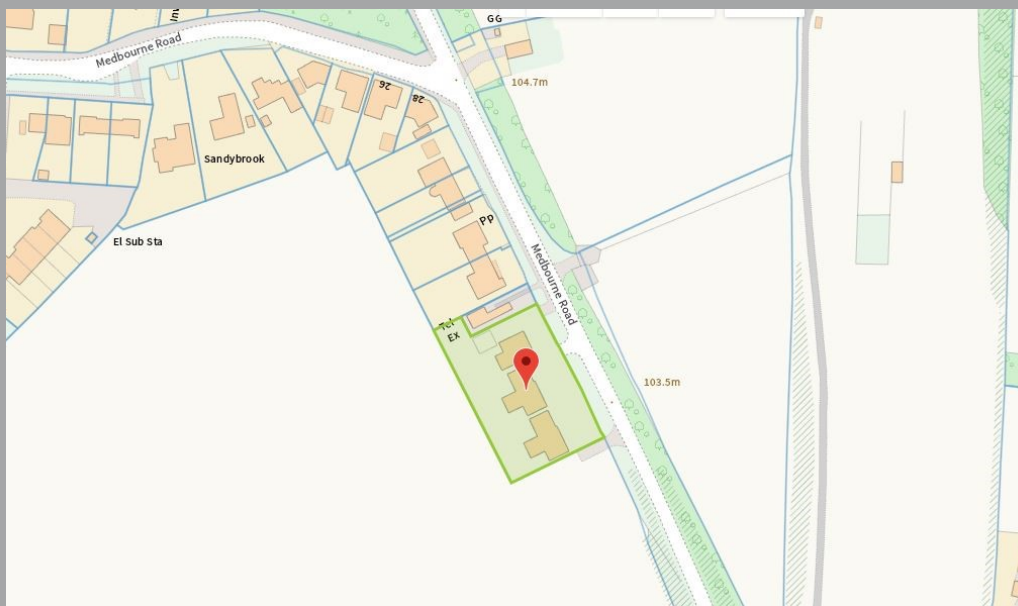 GG
Medbourne Road
104.7m
26
28
Sandybrook
Pp
El Sub Sta
Medbourne Road
Tel
Ex
103.5m